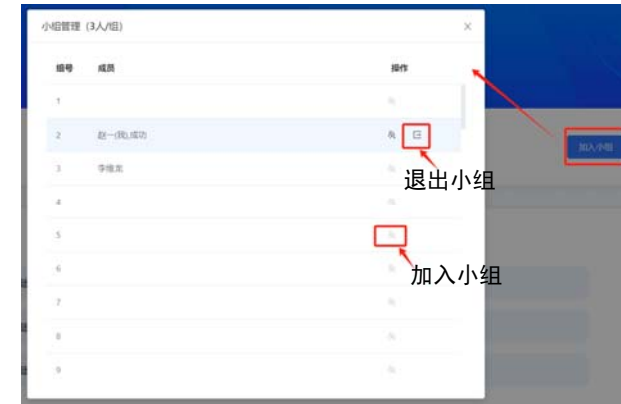 小组管理 (3人/组)
组号 成员 操作
1
2 赵一(我),成功
3 李维龙
4
5
6
7
8
9
加入小组
退出小组
加入小组